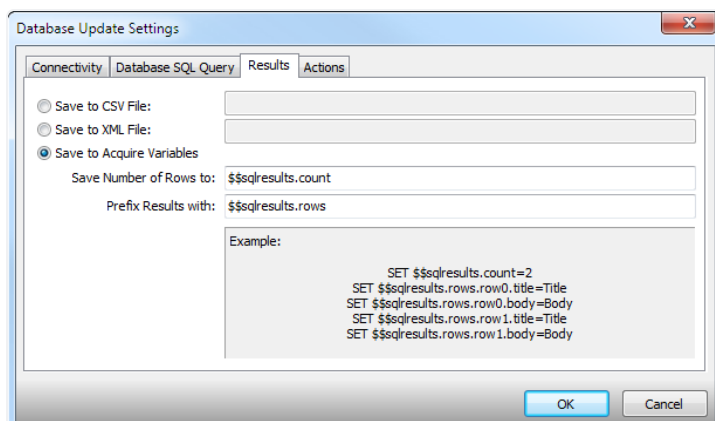 Database Update Settings
Connectivity Database SQL Query Results Actions
Save to CSV File:
Save to XML File:
Save to Acquire Variables
Save Number of Rows to: $$sqlresults.count
Prefix Results with: $$sqlresults.rows
Example:
SET $$sqlresults.count=2
SET $$sqlresults.rows.row0.title=Title
SET $$sqlresults.rows.row0.body=Body
SET $$sqlresults.rows.row1.title=Title
SET $$sqlresults.rows.row1.body=Body
OK Cancel